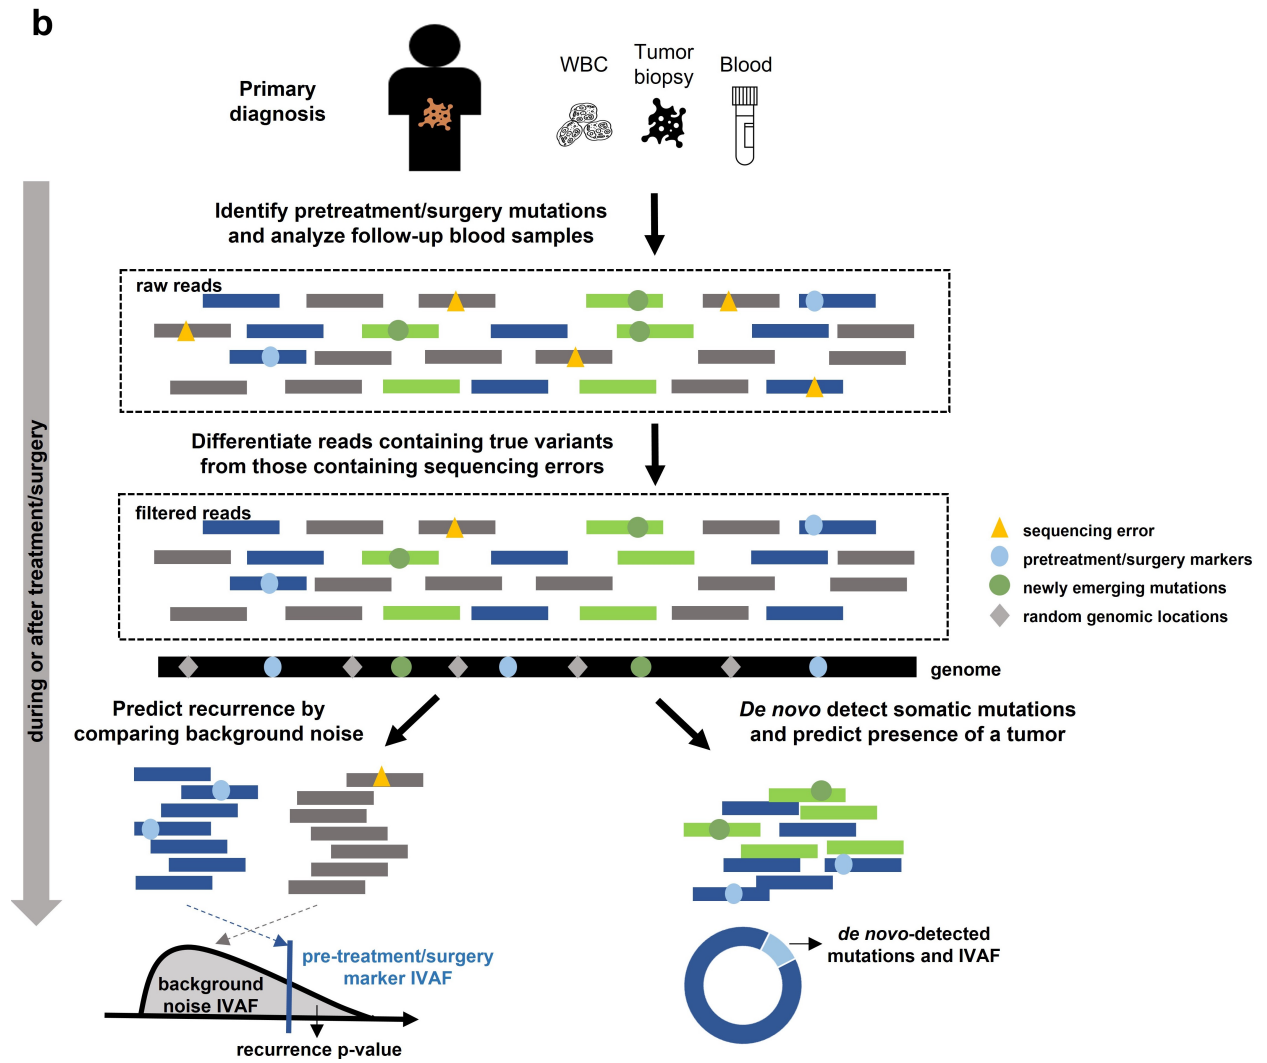 b
Primary
diagnosis
WBC
Tumor
biopsy
Blood
Identify pretreatment/surgery mutations
and analyze follow-up blood samples
raw reads
Differentiate reads containing true variants
from those containing sequencing errors
filtered reads
sequencing error
pretreatment/surgery markers
newly emerging mutations
random genomic locations
genome
during or after treatment/surgery
Predict recurrence by
comparing background noise
De novo detect somatic mutations
and predict presence of a tumor
pre-treatment/surgery
marker IVAF
background
noise IVAF
recurrence p-value
de novo-detected
mutations and IVAF